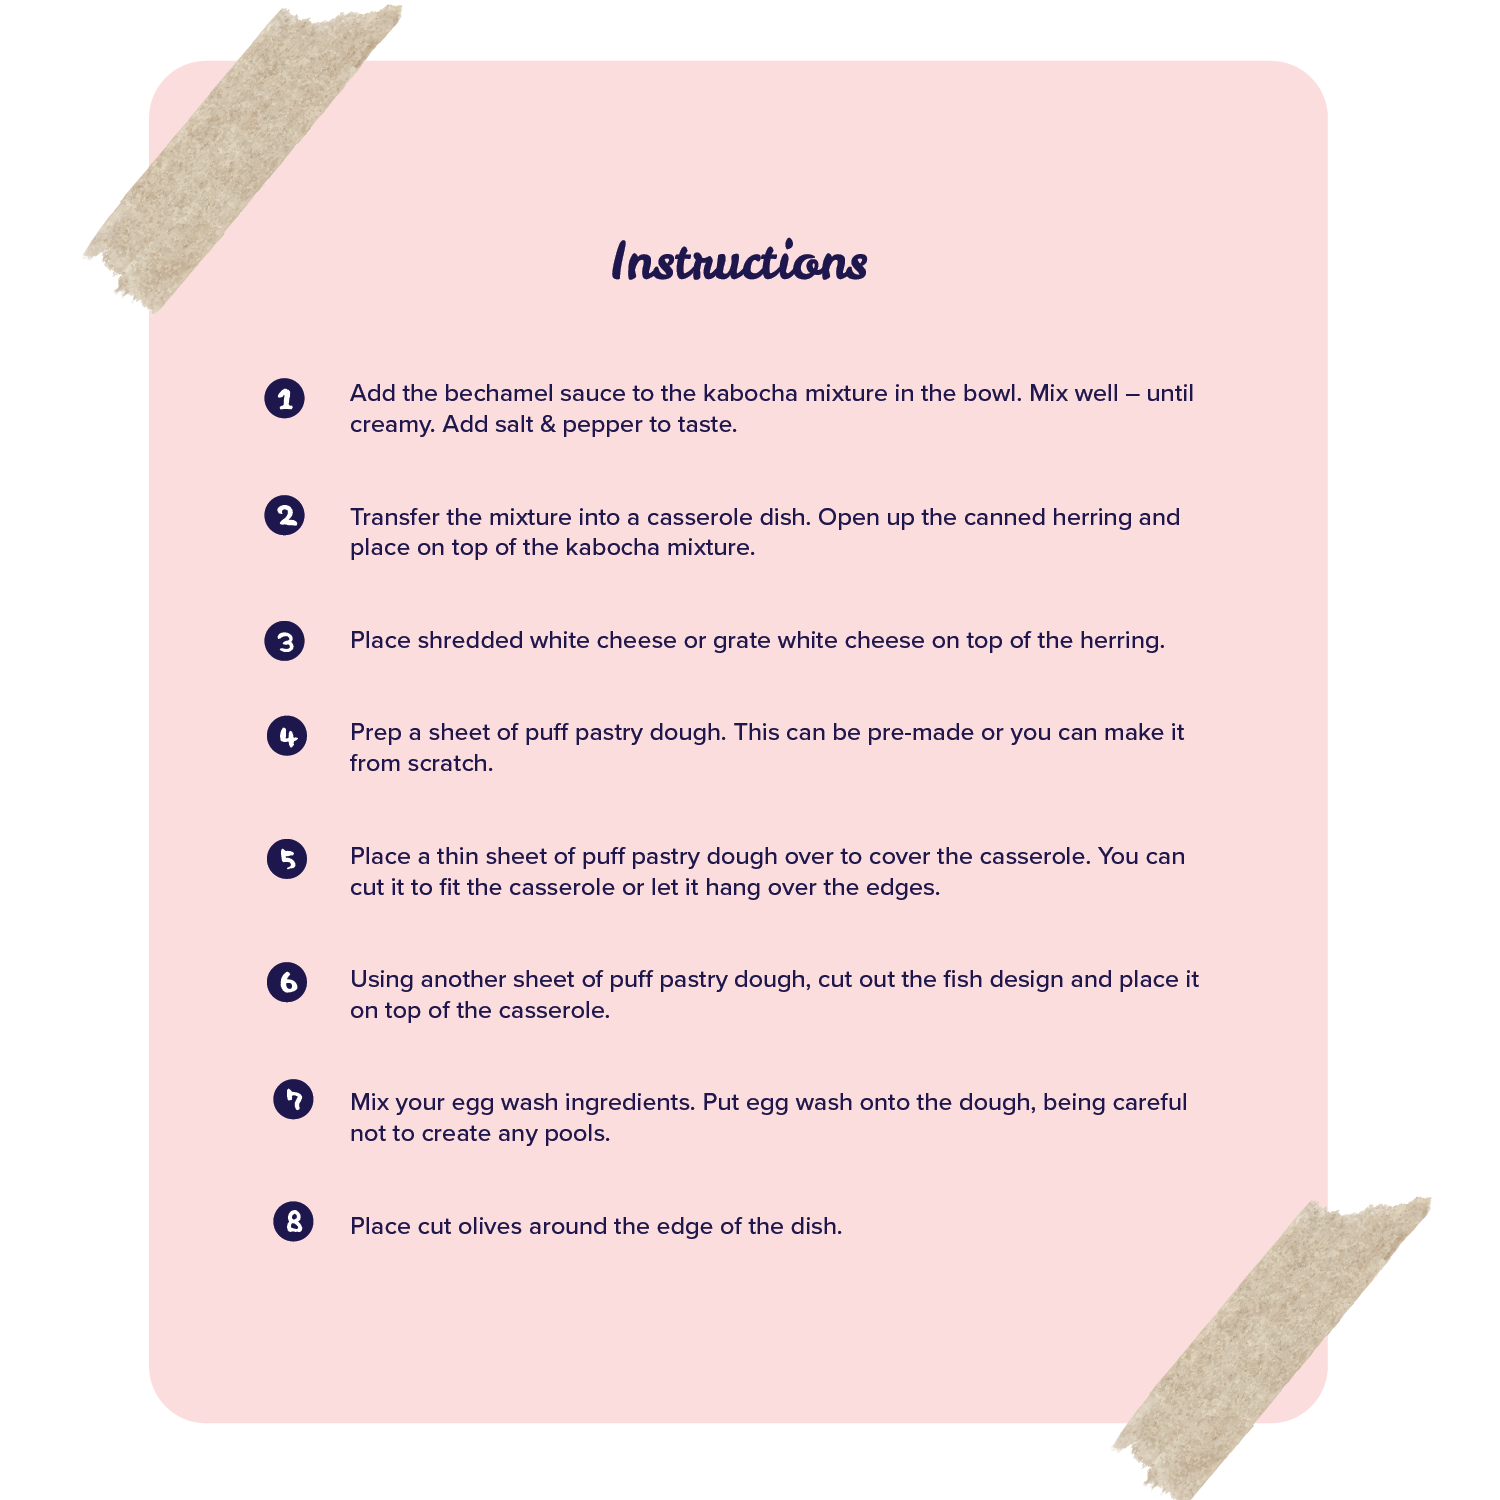 Instructions
1 Add the bechamel sauce to the kabocha mixture in the bowl. Mix well – until
creamy. Add salt & pepper to taste.
2 Transfer the mixture into a casserole dish. Open up the canned herring and
place on top of the kabocha mixture.
3 Place shredded white cheese or grate white cheese on top of the herring.
4 Prep a sheet of puff pastry dough. This can be pre-made or you can make it
from scratch.
5 Place a thin sheet of puff pastry dough over to cover the casserole. You can
cut it to fit the casserole or let it hang over the edges.
6 Using another sheet of puff pastry dough, cut out the fish design and place it
on top of the casserole.
7 Mix your egg wash ingredients. Put egg wash onto the dough, being careful
not to create any pools.
8 Place cut olives around the edge of the dish.